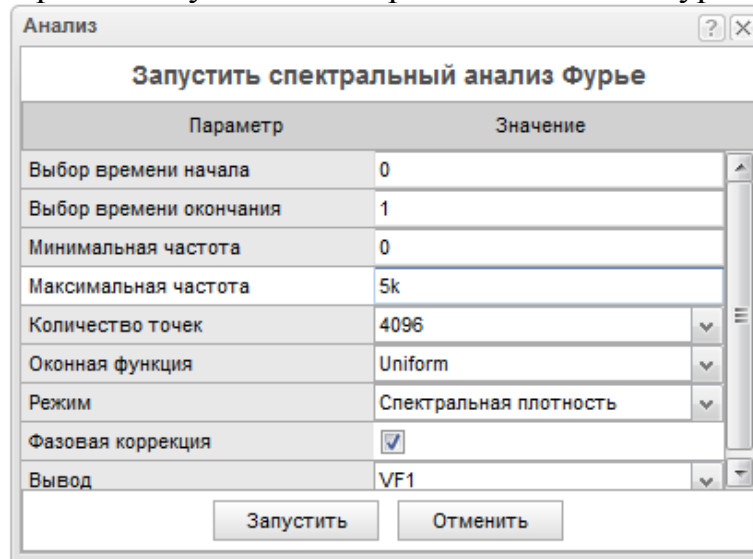 Анализ
Запустить спектральный анализ Фурье
Параметр Значение
Выбор времени начала 0
Выбор времени окончания 1
Минимальная частота 0
Максимальная частота 5k
Количество точек 4096
Оконная функция Uniform
Режим Спектральная плотность
Фазовая коррекция
Вывод VF1
Запустить Отменить